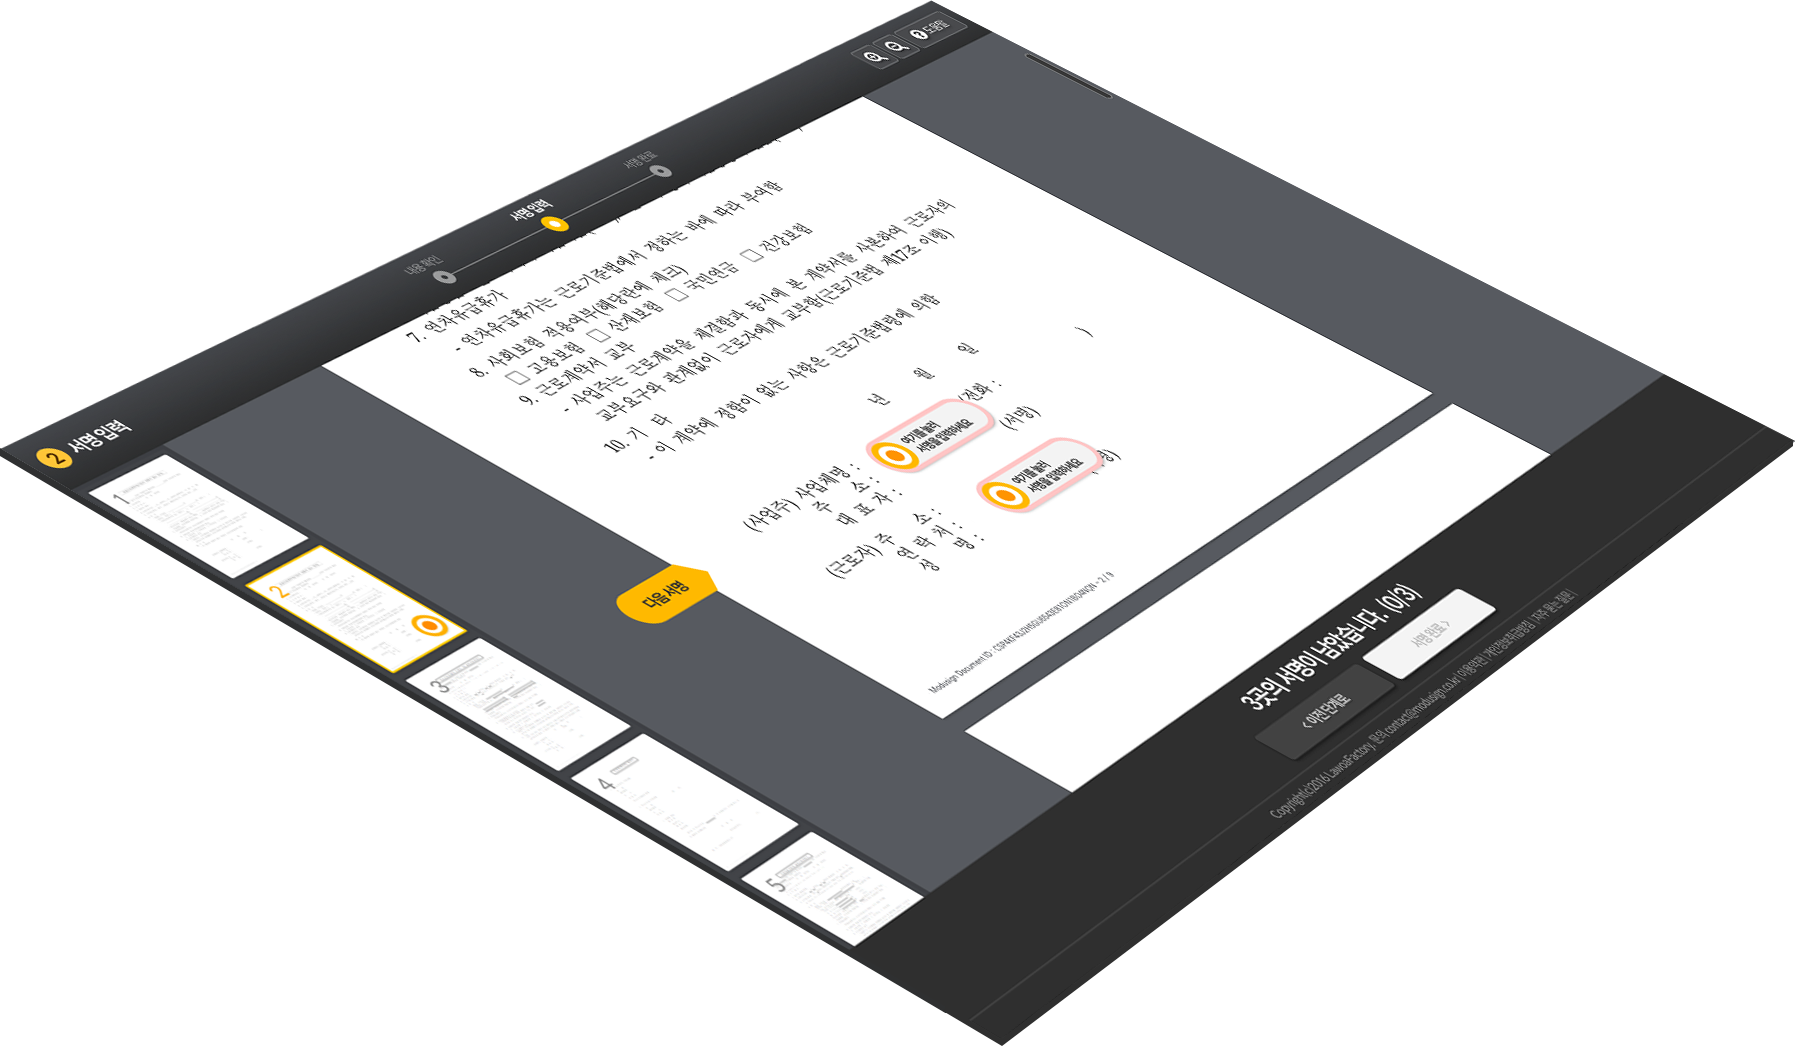 2 서명 입력
내용 확인
서명 입력
서명 완료
? 도움말
1
2
3
4
5
7. 연차유급휴가
- 연차유급휴가는 근로기준법에서 정하는 바에 따라 부여함
8. 사회보험 적용여부(해당란에 체크)
□ 고용보험 □ 산재보험 □ 국민연금 □ 건강보험
9. 근로계약서 교부
- 사업주는 근로계약을 체결함과 동시에 본 계약서를 사본하여 근로자의
교부요구와 관계없이 근로자에게 교부함(근로기준법 제17조 이행)
10. 기 타
- 이 계약에 정함이 없는 사항은 근로기준법령에 의함
년 월 일
(사업주) 사업체명 : (전화 : )
주 소 :
대 표 자 : (서명)
여기를 눌러
서명을 입력하세요
(근로자) 주 소 :
연 락 처 :
성 명 :
여기를 눌러
서명을 입력하세요
다음 서명
3곳의 서명이 남았습니다. (0/3)
< 이전 단계로
서명 완료 >
Copyright(c)2016 LawoaFactory. 문의 contact@modusign.co.kr | 이용약관 | 개인정보취급방침 | 자주 묻는 질문 |